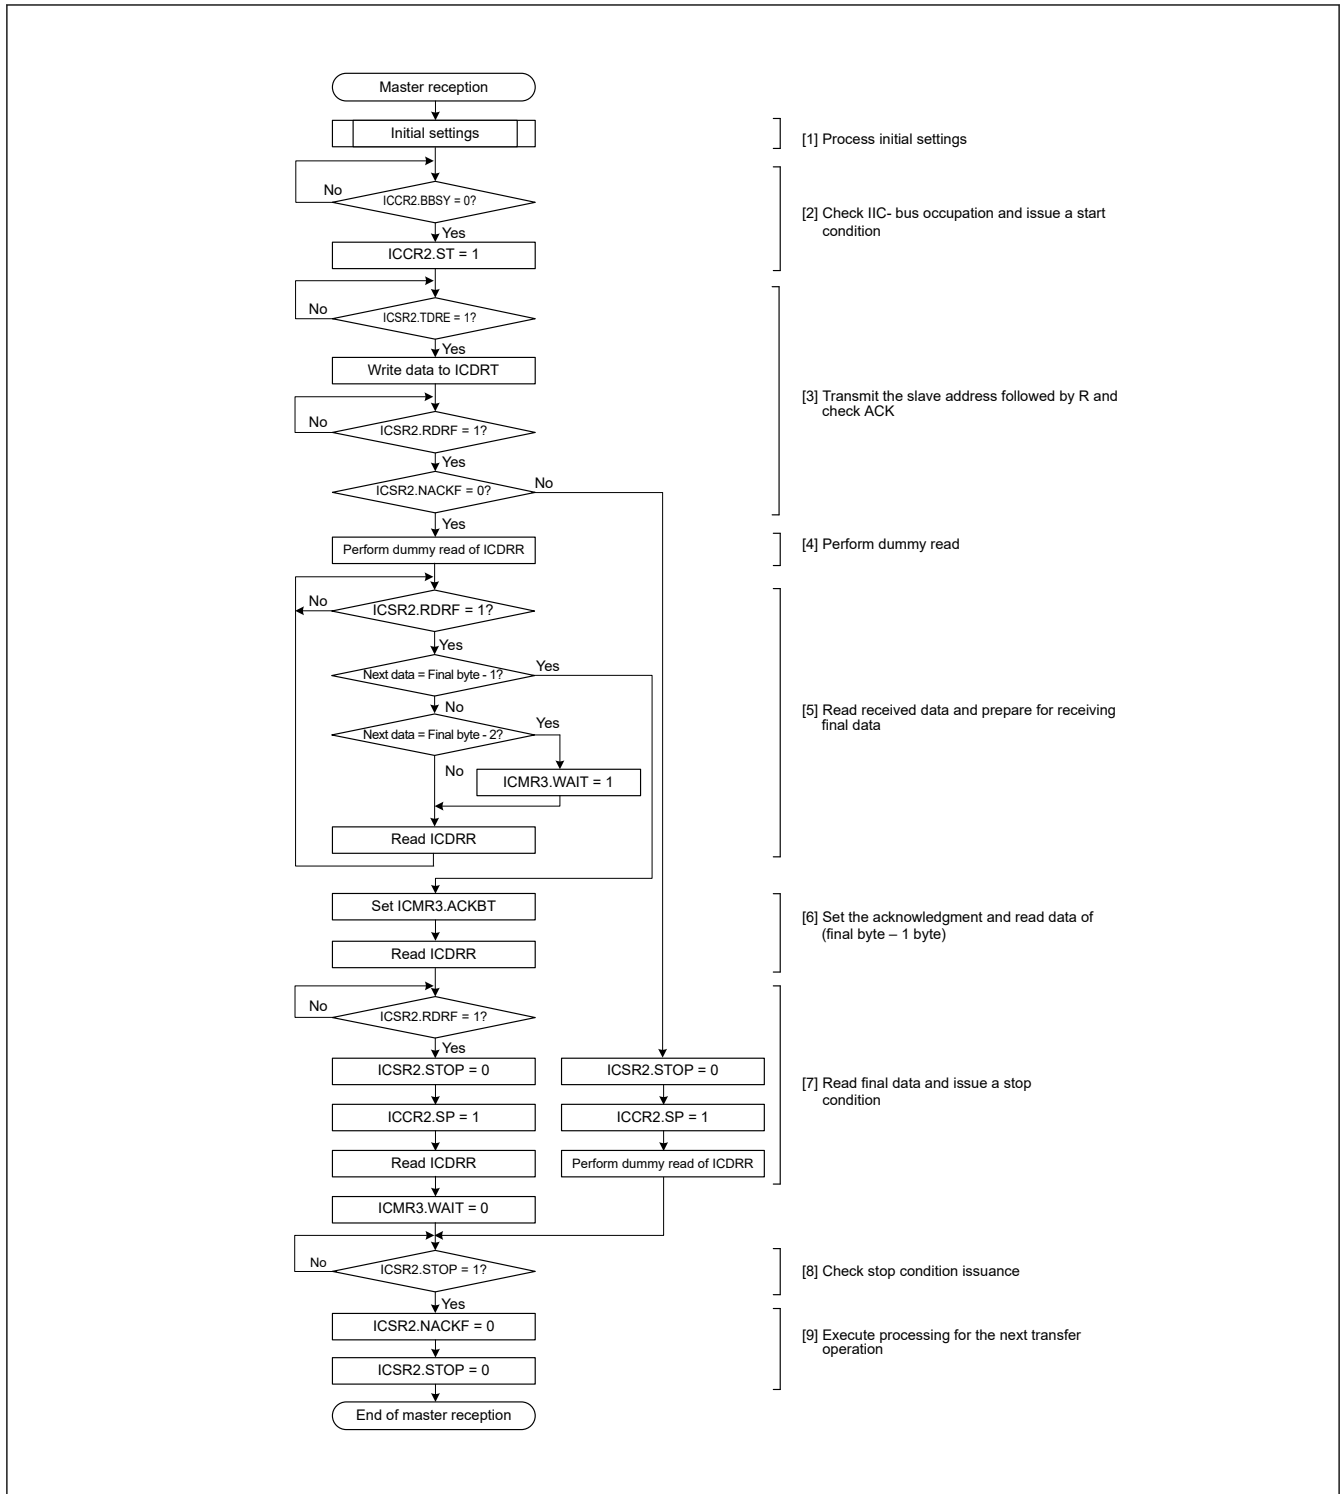 Master reception
Initial settings
[1] Process initial settings
No
ICCR2.BBSY = 0?
Yes
ICCR2.ST = 1
[2] Check IIC- bus occupation and issue a start
condition
No
ICSR2.TDRE = 1?
Yes
Write data to ICDRT
No
ICSR2.RDRF = 1?
Yes
ICSR2.NACKF = 0?
No
Yes
[3] Transmit the slave address followed by R and
check ACK
Perform dummy read of ICDRR
[4] Perform dummy read
No
ICSR2.RDRF = 1?
Yes
Next data = Final byte - 1?
Yes
No
Next data = Final byte - 2?
Yes
No
ICMR3.WAIT = 1
Read ICDRR
[5] Read received data and prepare for receiving
final data
Set ICMR3.ACKBT
Read ICDRR
[6] Set the acknowledgment and read data of
(final byte – 1 byte)
No
ICSR2.RDRF = 1?
Yes
ICSR2.STOP = 0
ICSR2.STOP = 0
ICCR2.SP = 1
ICCR2.SP = 1
Read ICDRR
Perform dummy read of ICDRR
ICMR3.WAIT = 0
[7] Read final data and issue a stop
condition
No
ICSR2.STOP = 1?
Yes
[8] Check stop condition issuance
ICSR2.NACKF = 0
ICSR2.STOP = 0
[9] Execute processing for the next transfer
operation
End of master reception